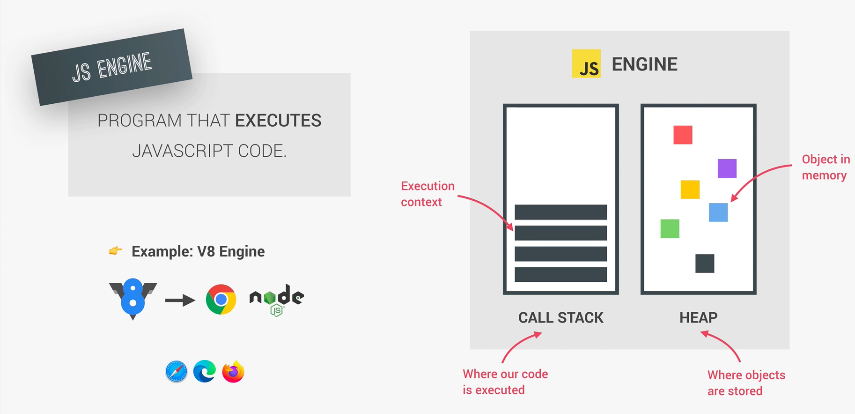 JS ENGINE
PROGRAM THAT EXECUTES
JAVASCRIPT CODE.
👉 Example: V8 Engine
8
node
JS
JS ENGINE
Execution
context
Object in
memory
CALL STACK
HEAP
Where our code
is executed
Where objects
are stored